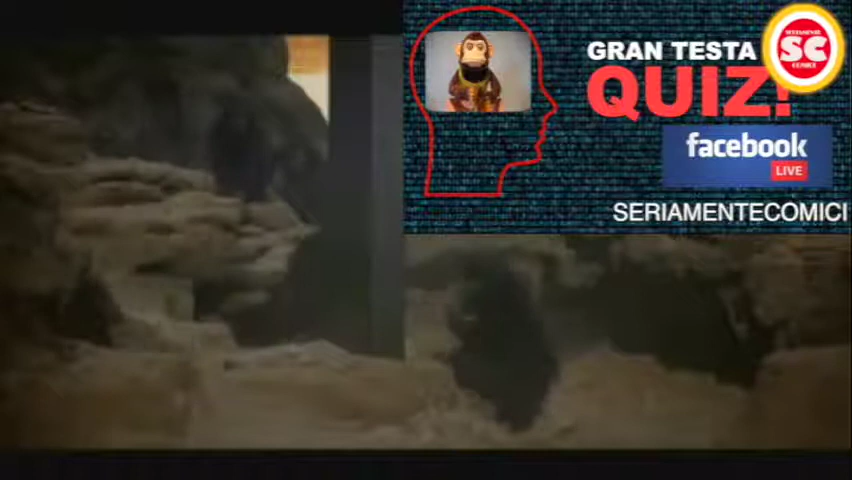 GRAN TESTA
QUIZ!
SC
facebook
LIVE
SERIAMENTECOMICI